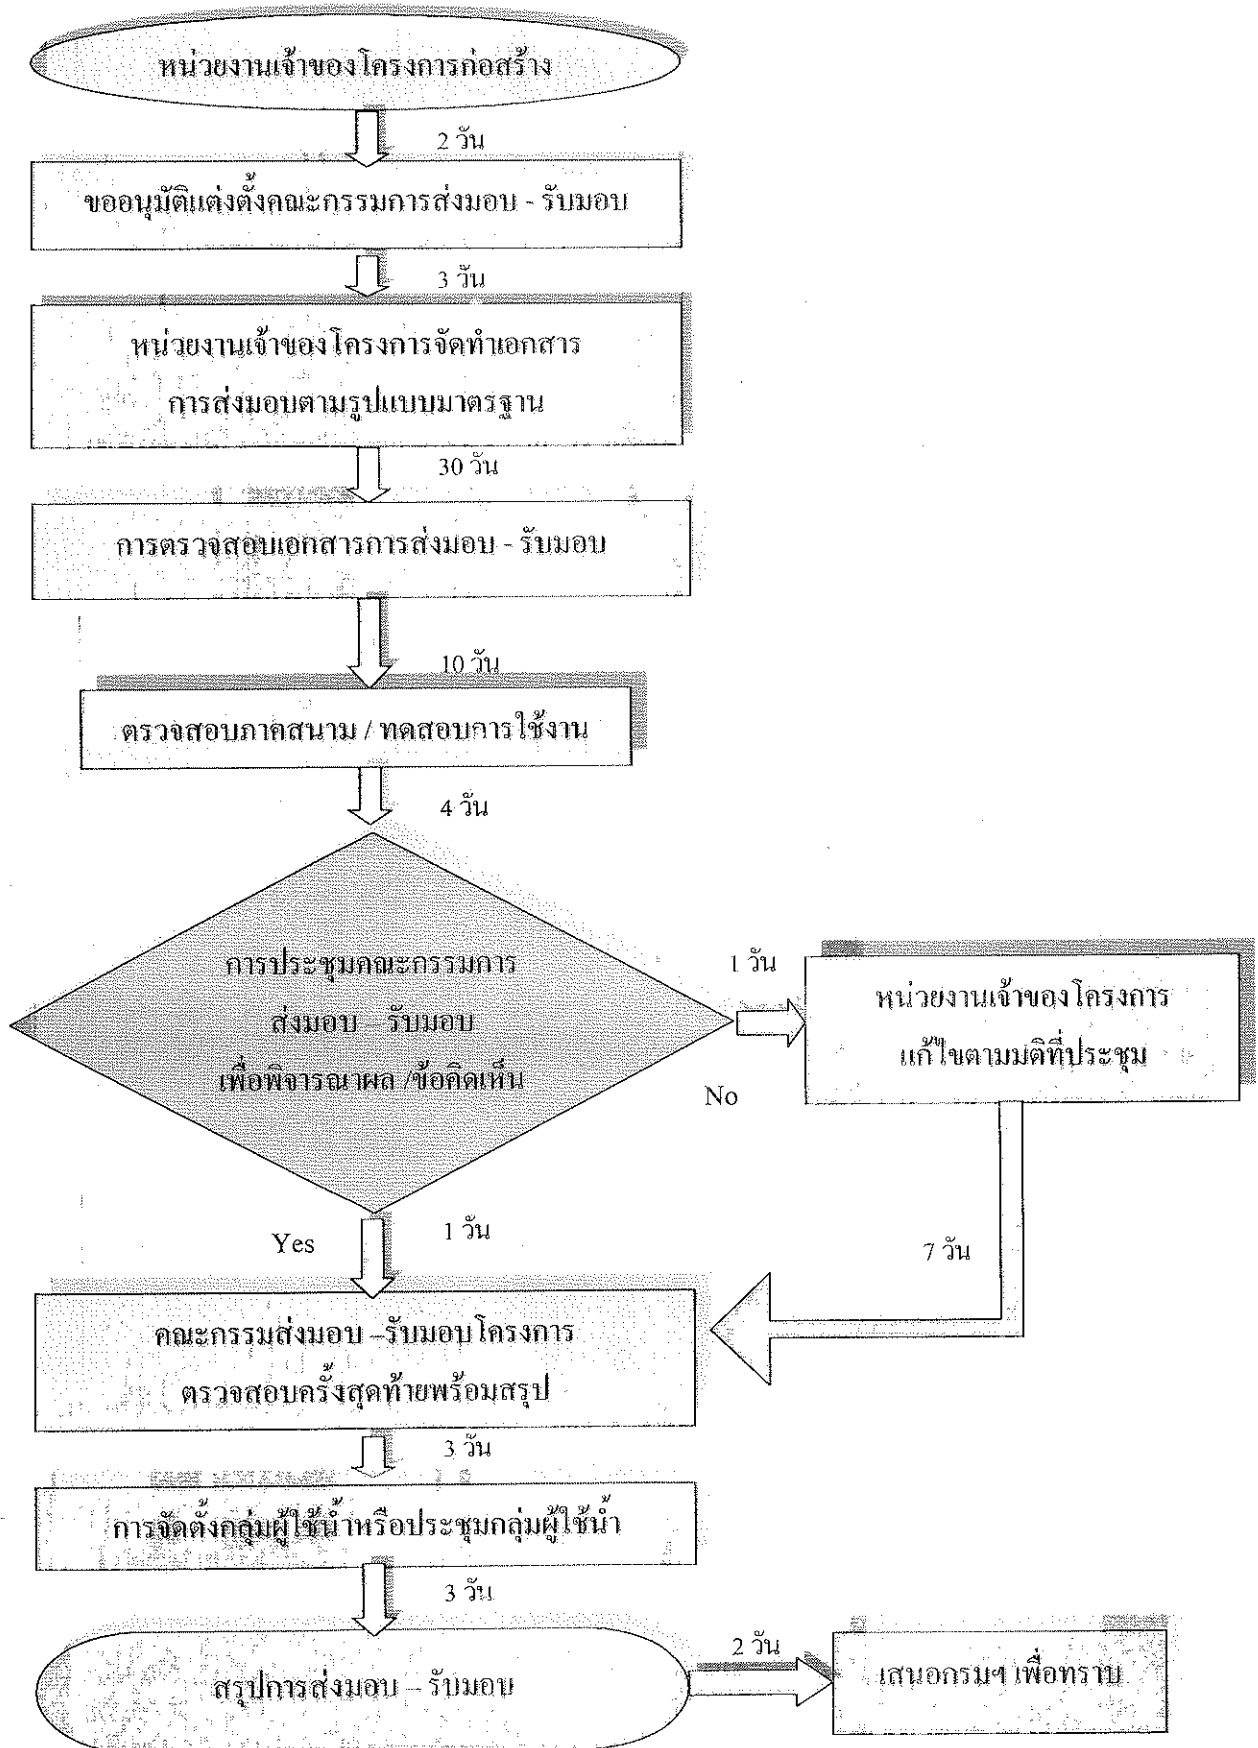 หน่วยงานเจ้าของโครงการก่อสร้าง
2 วัน
ขออนุมัติแต่งตั้งคณะกรรมการส่งมอบ - รับมอบ
3 วัน
หน่วยงานเจ้าของโครงการจัดทำเอกสาร
การส่งมอบตามรูปแบบมาตรฐาน
30 วัน
การตรวจสอบเอกสารการส่งมอบ - รับมอบ
10 วัน
ตรวจสอบภาคสนาม / ทดสอบการใช้งาน
4 วัน
การประชุมคณะกรรมการ
ส่งมอบ – รับมอบ
เพื่อพิจารณาผล /ข้อคิดเห็น
1 วัน
No
หน่วยงานเจ้าของโครงการ
แก้ไขตามมติที่ประชุม
Yes
1 วัน
7 วัน
คณะกรรมส่งมอบ –รับมอบโครงการ
ตรวจสอบครั้งสุดท้ายพร้อมสรุป
3 วัน
การจัดตั้งกลุ่มผู้ใช้น้ำหรือประชุมกลุ่มผู้ใช้น้ำ
3 วัน
สรุปการส่งมอบ – รับมอบ
2 วัน
เสนอกรมฯ เพื่อทราบ